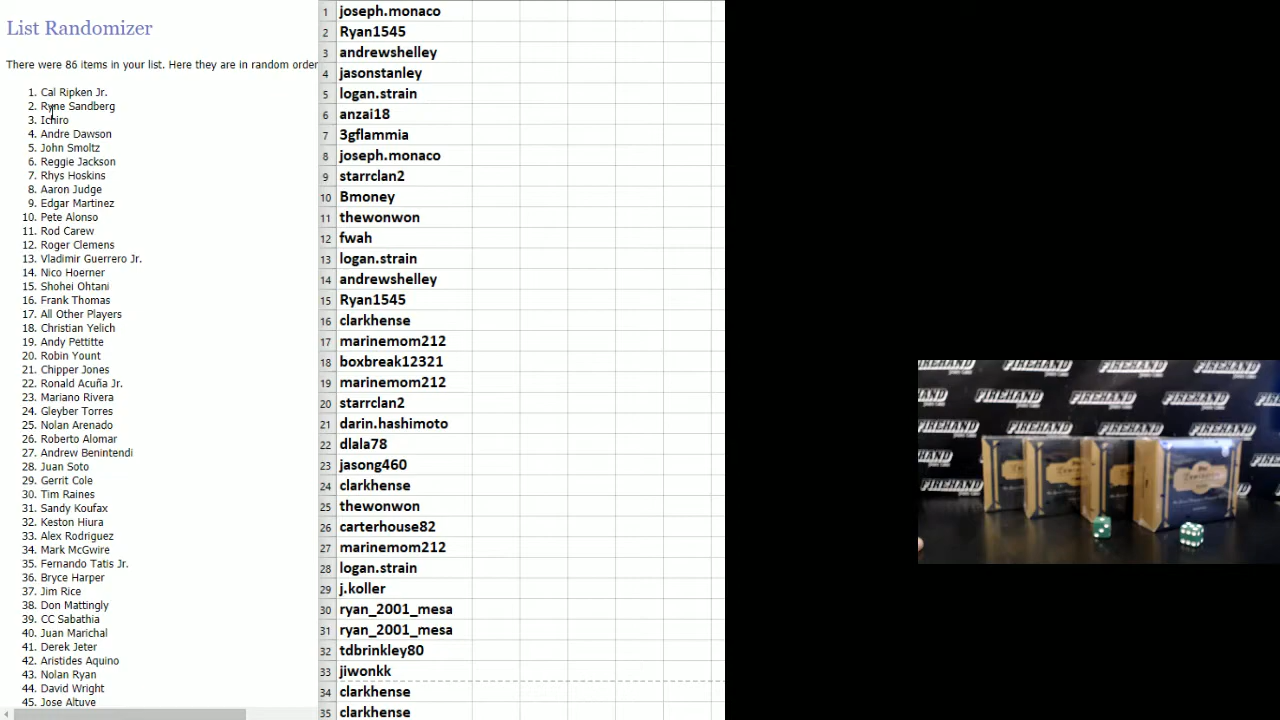 List Randomizer
There were 86 items in your list. Here they are in random order
1. Cal Ripken Jr.
2. Ryne Sandberg
3. Ichiro
4. Andre Dawson
5. John Smoltz
6. Reggie Jackson
7. Rhys Hoskins
8. Aaron Judge
9. Edgar Martinez
10. Pete Alonso
11. Rod Carew
12. Roger Clemens
13. Vladimir Guerrero Jr.
14. Nico Hoerner
15. Shohei Ohtani
16. Frank Thomas
17. All Other Players
18. Christian Yelich
19. Andy Pettitte
20. Robin Yount
21. Chipper Jones
22. Ronald Acuña Jr.
23. Mariano Rivera
24. Gleyber Torres
25. Nolan Arenado
26. Roberto Alomar
27. Andrew Benintendi
28. Juan Soto
29. Gerrit Cole
30. Tim Raines
31. Sandy Koufax
32. Keston Hiura
33. Alex Rodriguez
34. Mark McGwire
35. Fernando Tatis Jr.
36. Bryce Harper
37. Jim Rice
38. Don Mattingly
39. CC Sabathia
40. Juan Marichal
41. Derek Jeter
42. Aristides Aquino
43. Nolan Ryan
44. David Wright
45. Jose Altuve
1 joseph.monaco
2 Ryan1545
3 andrewshelley
4 jasonstanley
5 logan.strain
6 anzai18
7 3gflammia
8 joseph.monaco
9 starrclan2
10 Bmoney
11 thewonwon
12 fwah
13 logan.strain
14 andrewshelley
15 Ryan1545
16 clarkhense
17 marinemom212
18 boxbreak12321
19 marinemom212
20 starrclan2
21 darin.hashimoto
22 dlala78
23 jasong460
24 clarkhense
25 thewonwon
26 carterhouse82
27 marinemom212
28 logan.strain
29 j.koller
30 ryan_2001_mesa
31 ryan_2001_mesa
32 tdbrinkley80
33 jiwonkk
34 clarkhense
35 clarkhense
FIREHAND
FIREHAND
FIREHAND
FIREHAND
FIREHAND
FIREHAND
FIREHAND